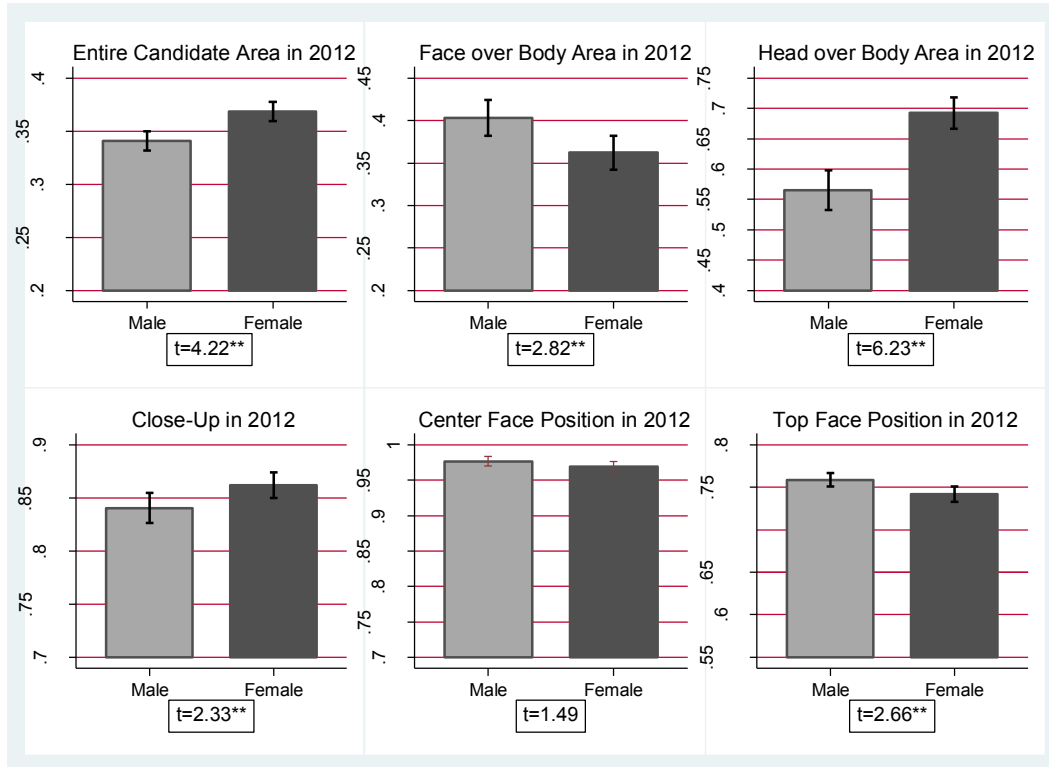 Entire Candidate Area in 2012
.4
.35
.3
.25
.2
Male Female
t=4.22**
Face over Body Area in 2012
.45
.4
.35
.3
.25
.2
Male Female
t=2.82**
Head over Body Area in 2012
.75
.7
.65
.6
.55
.5
.45
.4
Male Female
t=6.23**
Close-Up in 2012
.9
.85
.8
.75
.7
Male Female
t=2.33**
Center Face Position in 2012
1
.95
.9
.85
.8
.75
.7
Male Female
t=1.49
Top Face Position in 2012
.8
.75
.65
.6
.55
Male Female
t=2.66**